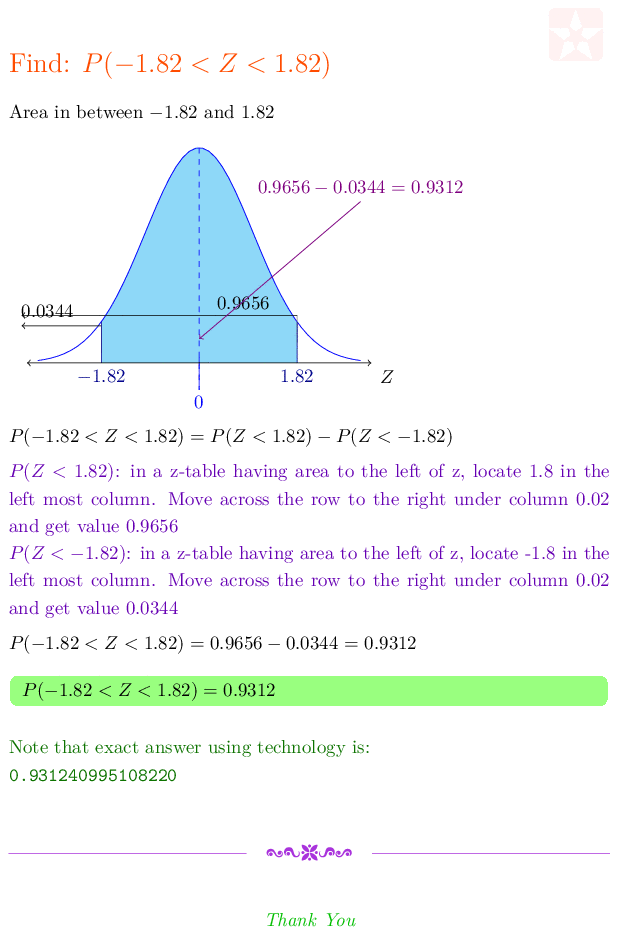 Find: P(−1.82 < Z < 1.82)
Area in between −1.82 and 1.82
0.9656 − 0.0344 = 0.9312
0.9656
0.0344
−1.82
1.82
Z
0
P(−1.82 < Z < 1.82) = P(Z < 1.82) − P(Z < −1.82)
P(Z < 1.82): in a z-table having area to the left of z, locate 1.8 in the
left most column. Move across the row to the right under column 0.02
and get value 0.9656
P(Z < −1.82): in a z-table having area to the left of z, locate -1.8 in the
left most column. Move across the row to the right under column 0.02
and get value 0.0344
P(−1.82 < Z < 1.82) = 0.9656 − 0.0344 = 0.9312
P(−1.82 < Z < 1.82) = 0.9312
Note that exact answer using technology is:
0.931240995108220
Thank You